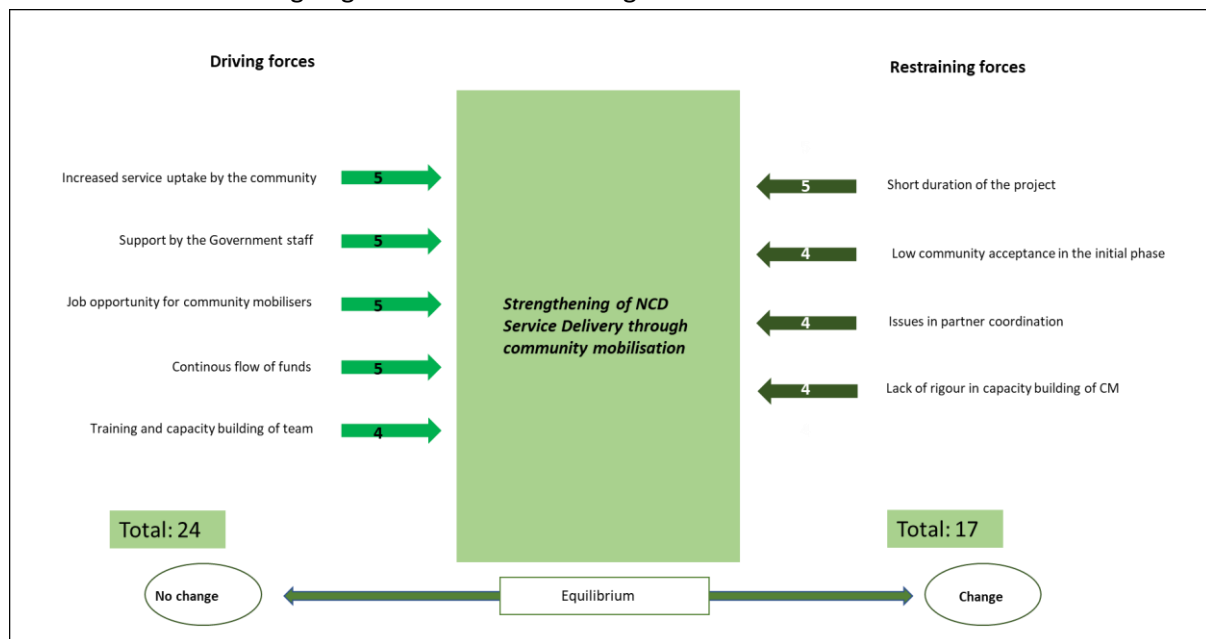 Driving forces
Restraining forces
Increased service uptake by the community
5
Support by the Government staff
5
Job opportunity for community mobilisers
5
Continous flow of funds
5
Training and capacity building of team
4
Strengthening of NCD
Service Delivery through
community mobilisation
5
Short duration of the project
4
Low community acceptance in the initial phase
4
Issues in partner coordination
4
Lack of rigour in capacity building of CM
Total: 24
Total: 17
No change
Equilibrium
Change